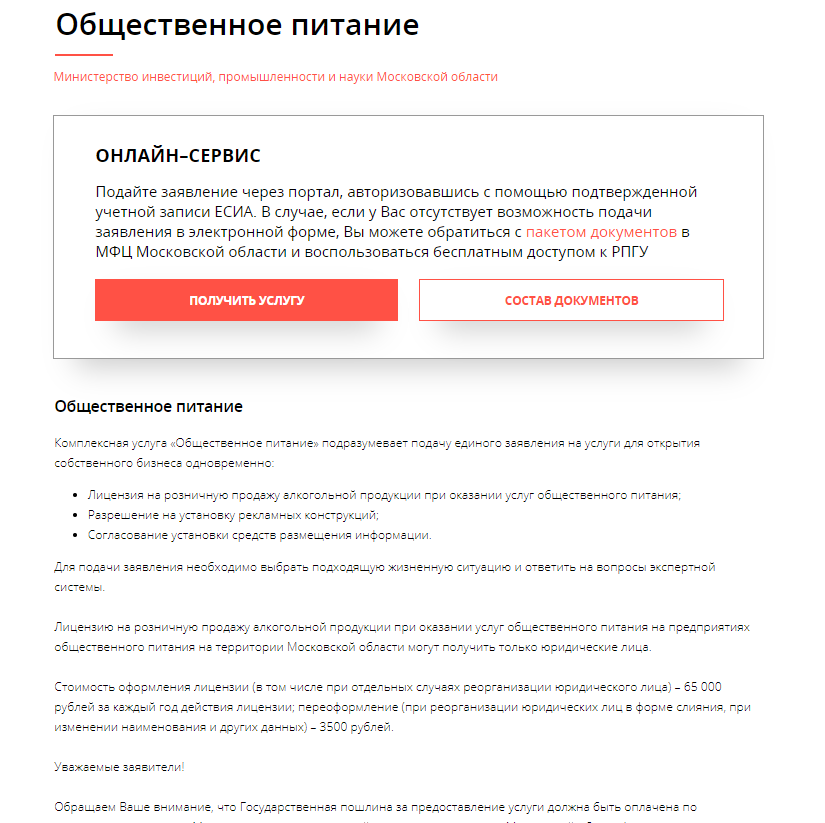 Общественное питание
Министерство инвестиций, промышленности и науки Московской области
ОНЛАЙН–СЕРВИС
Подайте заявление через портал, авторизовавшись с помощью подтвержденной
учетной записи ЕСИА. В случае, если у Вас отсутствует возможность подачи
заявления в электронной форме, Вы можете обратиться с пакетом документов в
МФЦ Московской области и воспользоваться бесплатным доступом к РПГУ
ПОЛУЧИТЬ УСЛУГУ
СОСТАВ ДОКУМЕНТОВ
Общественное питание
Комплексная услуга «Общественное питание» подразумевает подачу единого заявления на услуги для открытия
собственного бизнеса одновременно:
• Лицензия на розничную продажу алкогольной продукции при оказании услуг общественного питания;
• Разрешение на установку рекламных конструкций;
• Согласование установки средств размещения информации.
Для подачи заявления необходимо выбрать подходящую жизненную ситуацию и ответить на вопросы экспертной
системы.
Лицензию на розничную продажу алкогольной продукции при оказании услуг общественного питания на предприятиях
общественного питания на территории Московской области могут получить только юридические лица.
Стоимость оформления лицензии (в том числе при отдельных случаях реорганизации юридического лица) – 65 000
рублей за каждый год действия лицензии; переоформление (при реорганизации юридических лиц в форме слияния, при
изменении наименования и других данных) – 3500 рублей.
Уважаемые заявители!
Обращаем Ваше внимание, что Государственная пошлина за предоставление услуги должна быть оплачена по